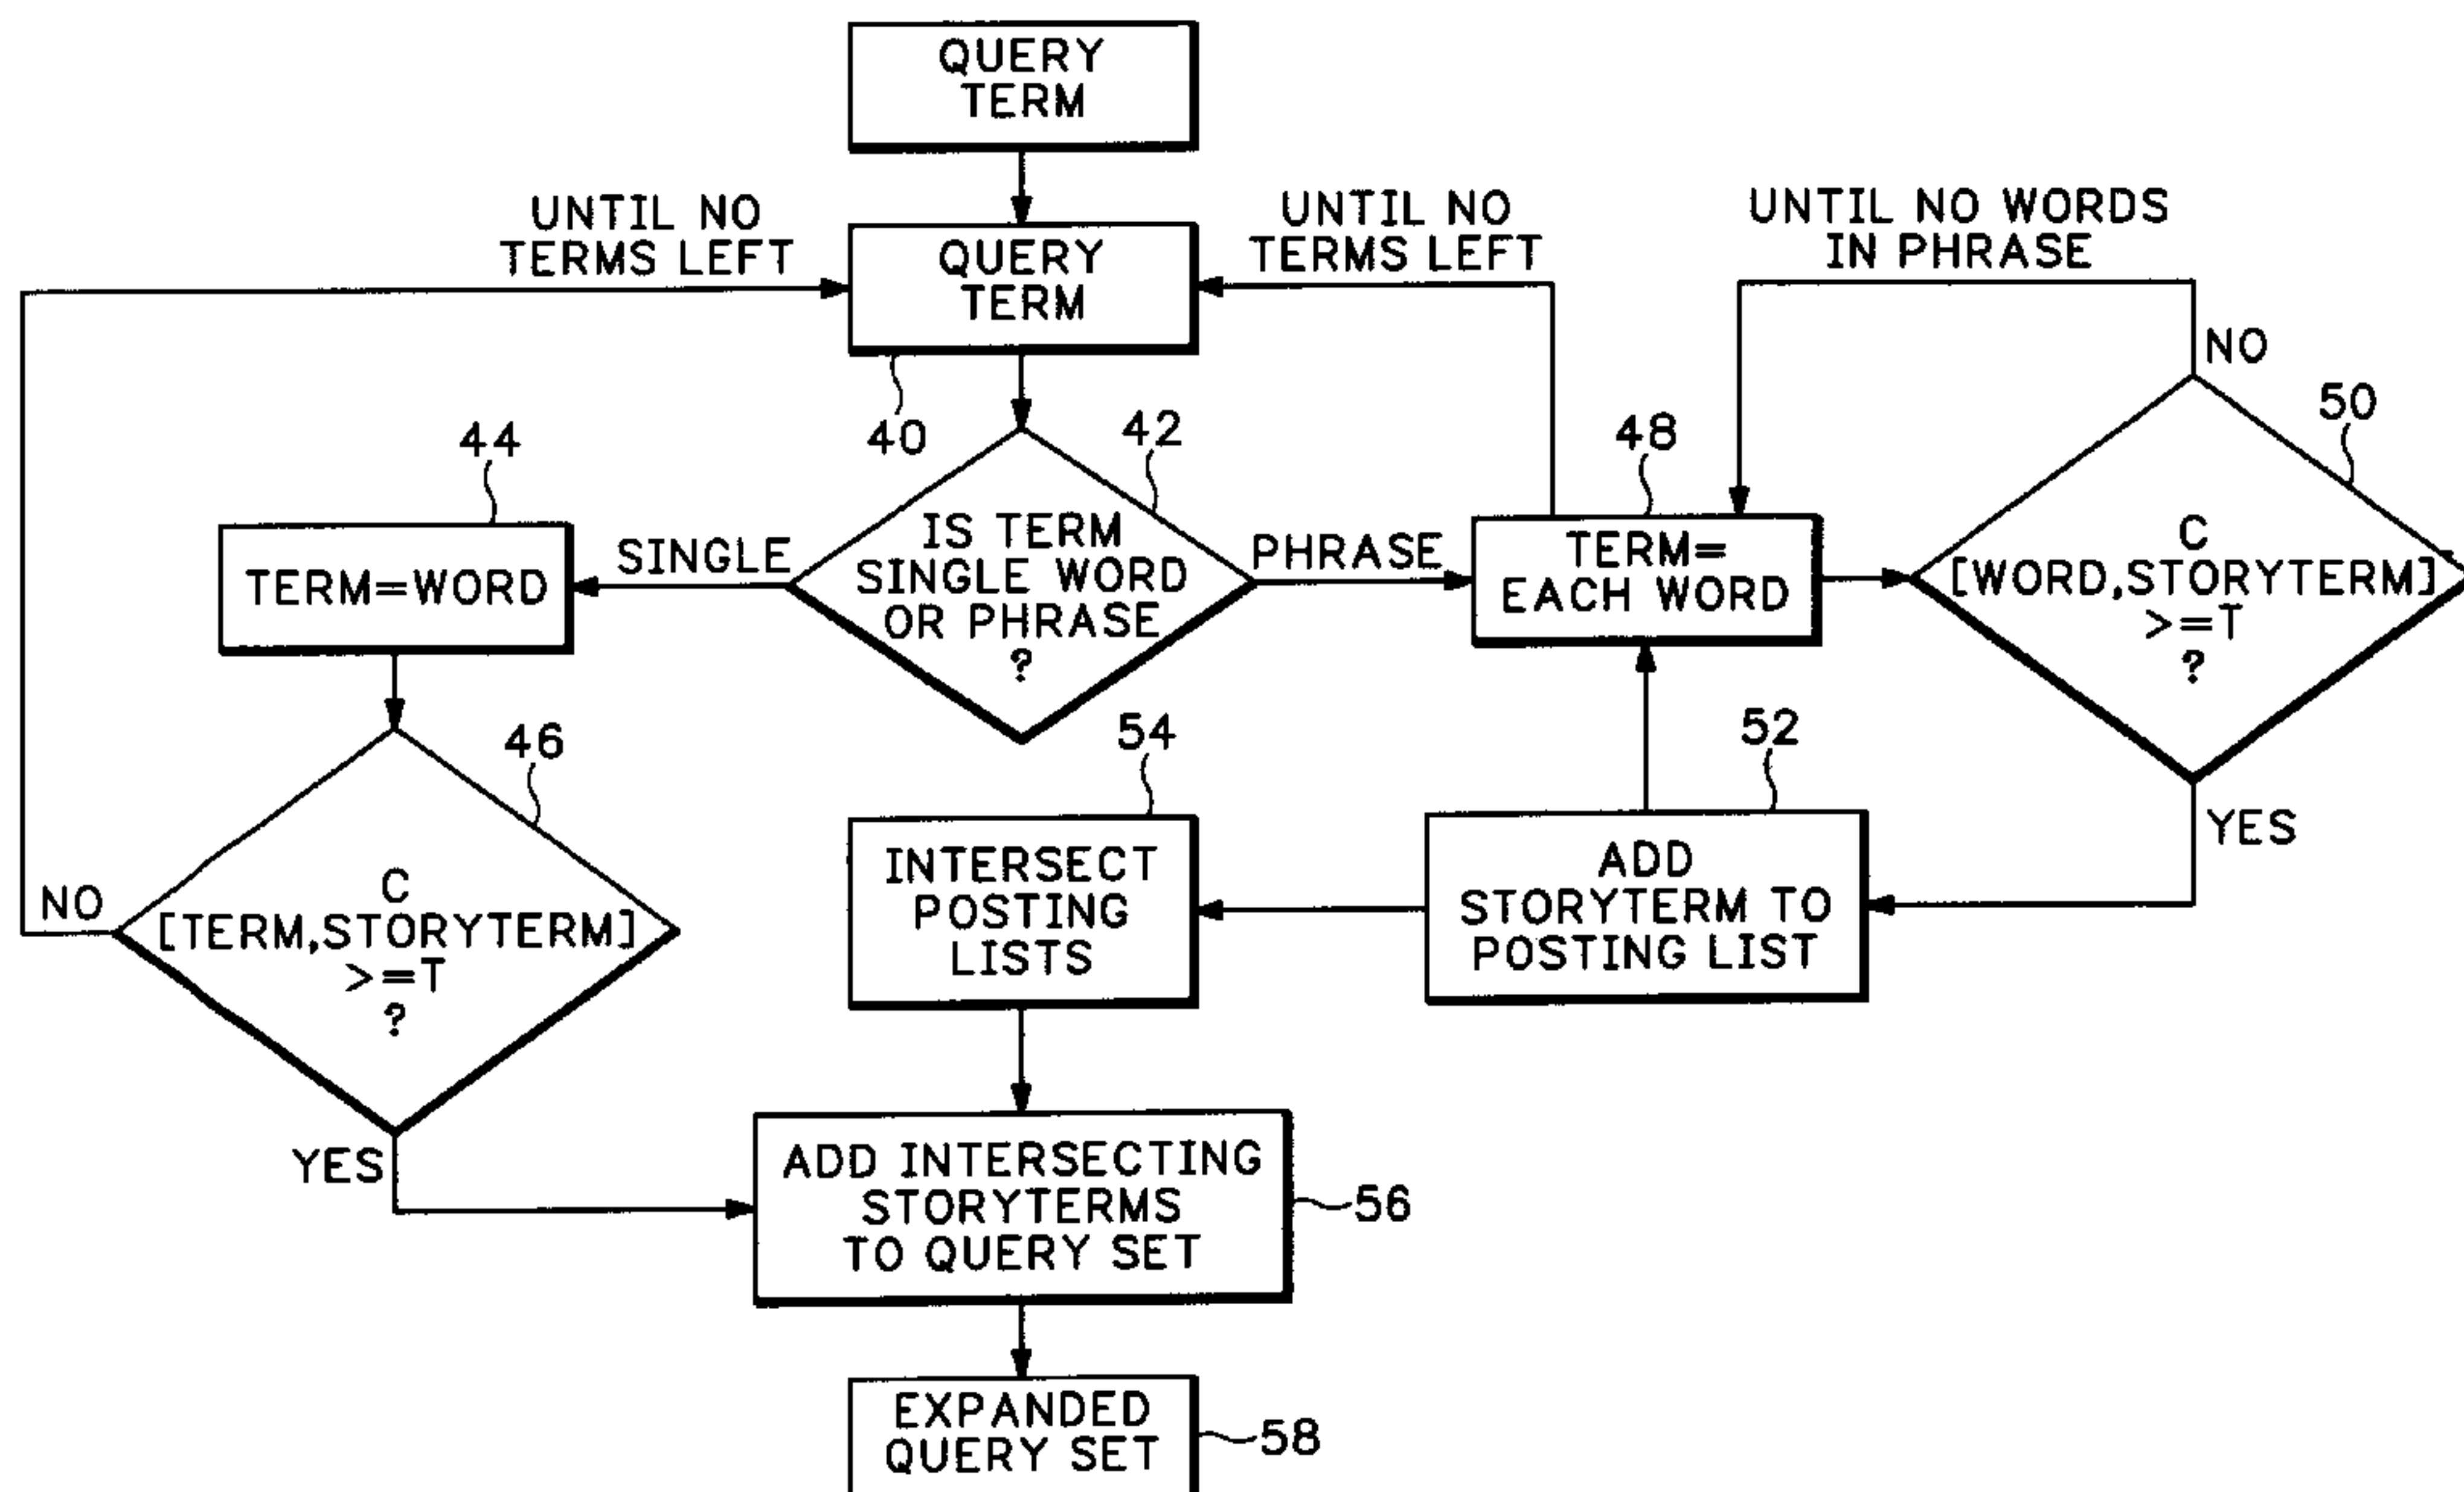 QUERY
TERM
UNTIL NO
TERMS LEFT
QUERY
TERM
UNTIL NO
TERMS LEFT
UNTIL NO WORDS
IN PHRASE
NO
40
42
44
48
50
IS TERM
SINGLE WORD
OR PHRASE
?
SINGLE
PHRASE
TERM=WORD
TERM=
EACH WORD
C
[WORD,STORYTERM]
>=T
?
YES
46
54
52
C
[TERM,STORYTERM]
>=T
?
NO
YES
INTERSECT
POSTING
LISTS
ADD
STORYTERM TO
POSTING LIST
ADD INTERSECTING
STORYTERMS
TO QUERY SET
56
EXPANDED
QUERY SET
58